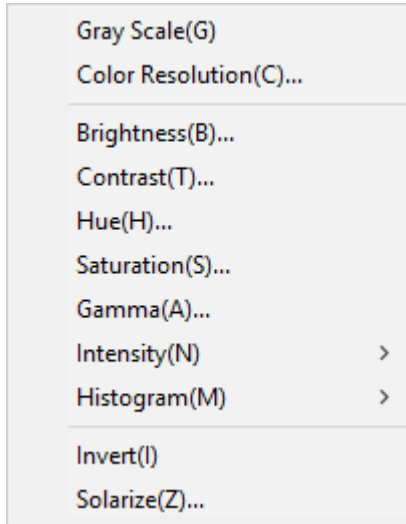 Gray Scale(G)
Color Resolution(C)...
Brightness(B)...
Contrast(T)...
Hue(H)...
Saturation(S)...
Gamma(A)...
Intensity(N)
Histogram(M)
Invert(I)
Solarize(Z)...